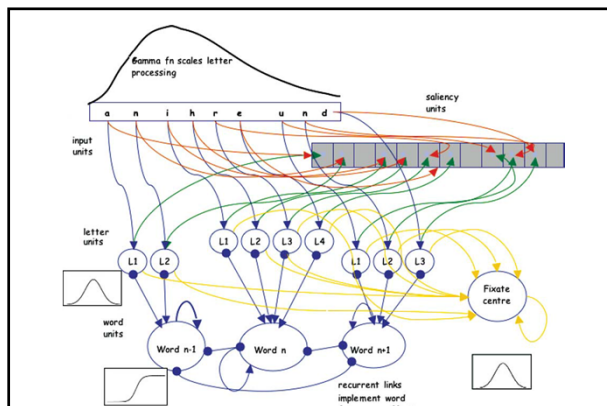 Gamma fn scales letter
processing
saliency
units
a n i h r e u n d
input
units
letter
units
L1 L2 L3 L4
L1 L2 L1 L2 L3
Fixate
centre
word
units
Word n-1 Word n Word n+1
recurrent links
implement word